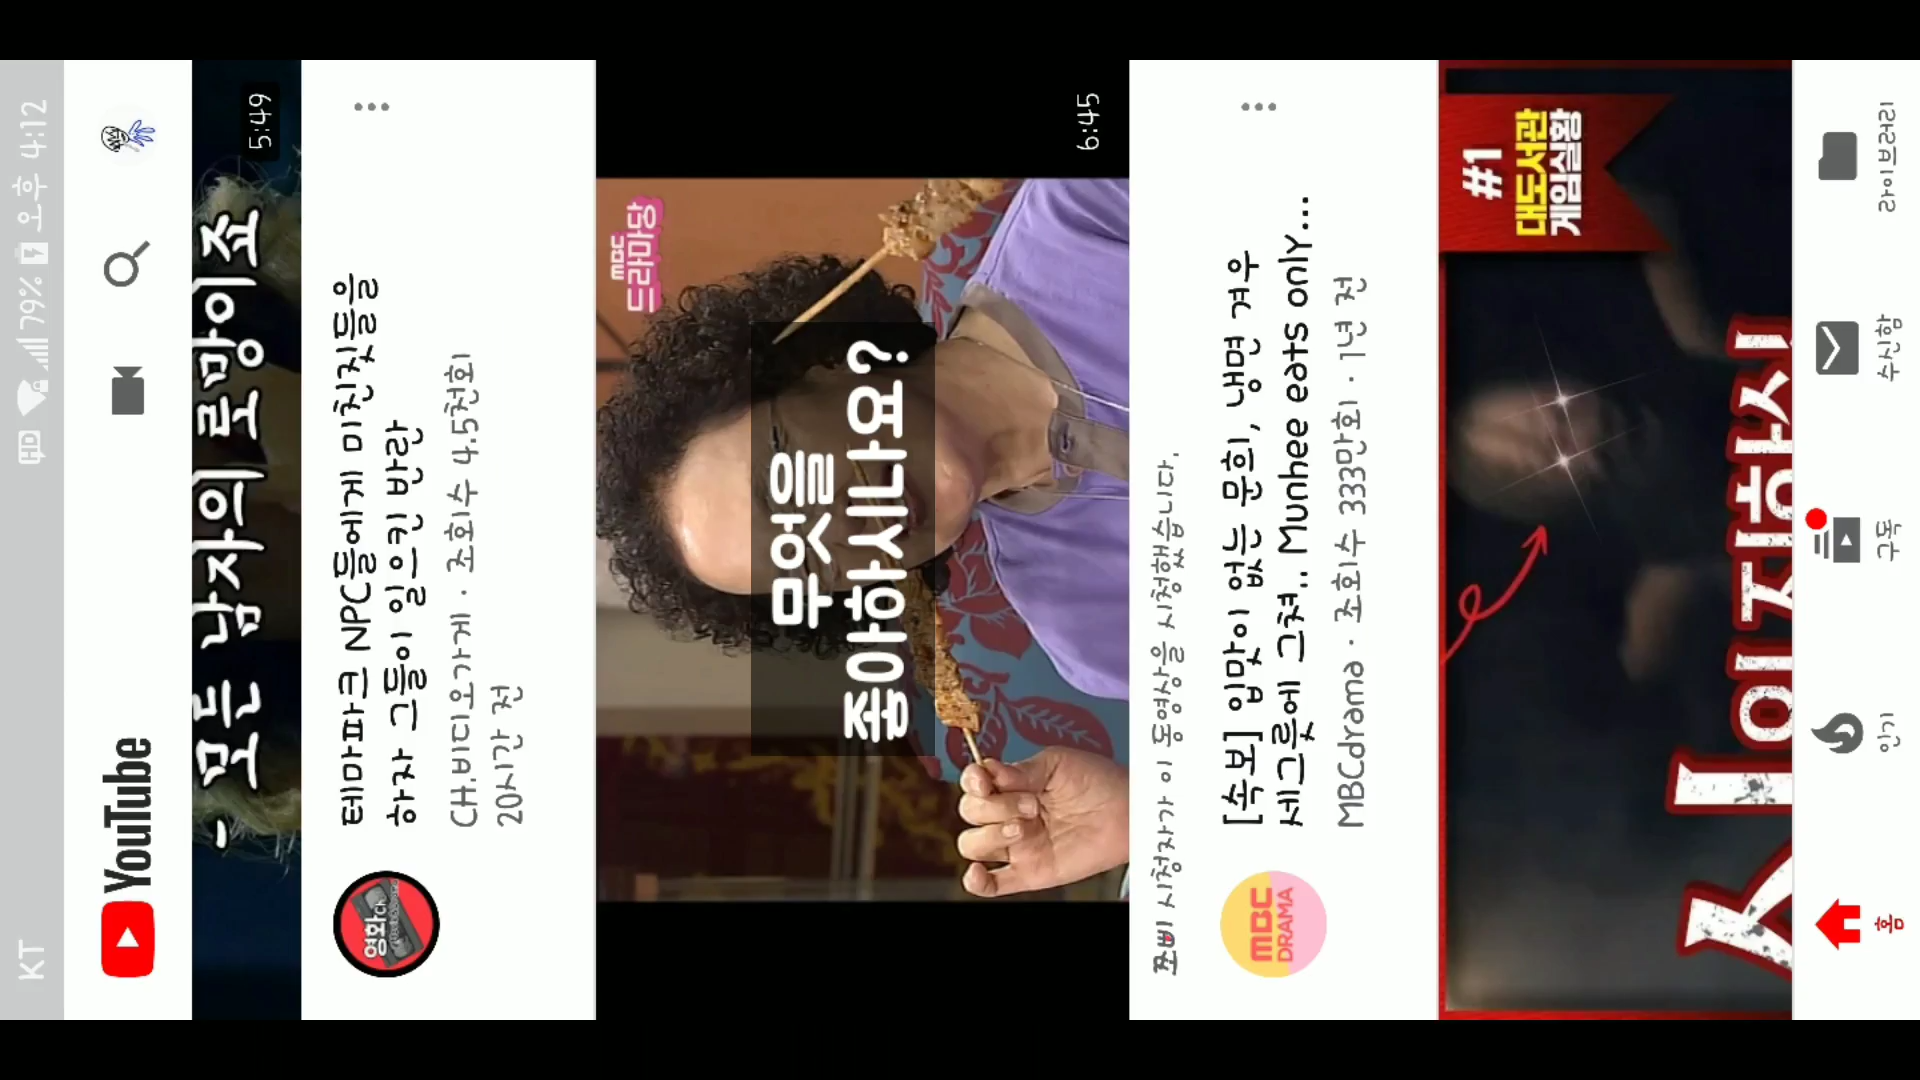 KT HD 79% 오후 4:12
YouTube
- 모든 남자의 로망이죠
5:49
테마파크 NPC들에게 미친짓들을
하자 그들이 일으킨 반란
CH.비디오가게 · 조회수 4.5천회
20시간 전
영화
MBC
드라마당
무엇을
좋아하시나요?
6:45
쪼삐 시청자가 이 동영상을 시청했습니다.
[속보] 입맛이 없는 문희, 냉면 겨우
세그릇에 그쳐.. Munhee eats only...
MBCdrama · 조회수 333만회 · 1년 전
MBC
DRAMA
#1
대도서관
게임실황
홈
인기
구독
수신함
라이브러리